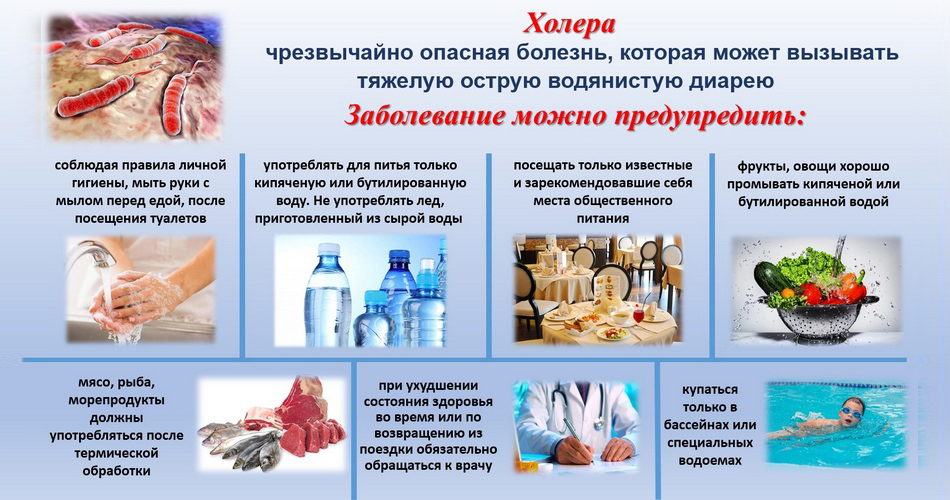 Холера
чрезвычайно опасная болезнь, которая может вызывать
тяжелую острую водянистую диарею
Заболевание можно предупредить:
соблюдая правила личной
гигиены, мыть руки с
мылом перед едой, после
посещения туалетов
употреблять для питья только
кипяченую или бутилированную
воду. Не употреблять лед,
приготовленный из сырой воды
посещать только известные
и зарекомендовавшие себя
места общественного
питания
фрукты, овощи хорошо
промывать кипяченой или
бутилированной водой
мясо, рыба,
морепродукты
должны
употребляться после
термической
обработки
при ухудшении
состояния здоровья
во время или по
возвращению из
поездки обязательно
обращаться к врачу
купаться
только в
бассейнах или
специальных
водоемах